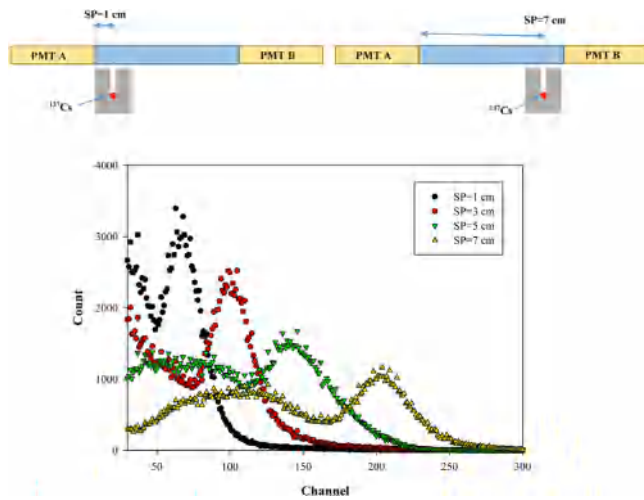 SP=1 cm
SP=7 cm
PMT A
PMT B
PMT A
PMT B
¹³⁷Cs
¹³⁷Cs
4000
3000
2000
1000
0
Count
SP=1 cm
SP=3 cm
SP=5 cm
SP=7 cm
50
100
150
200
250
300
Channel